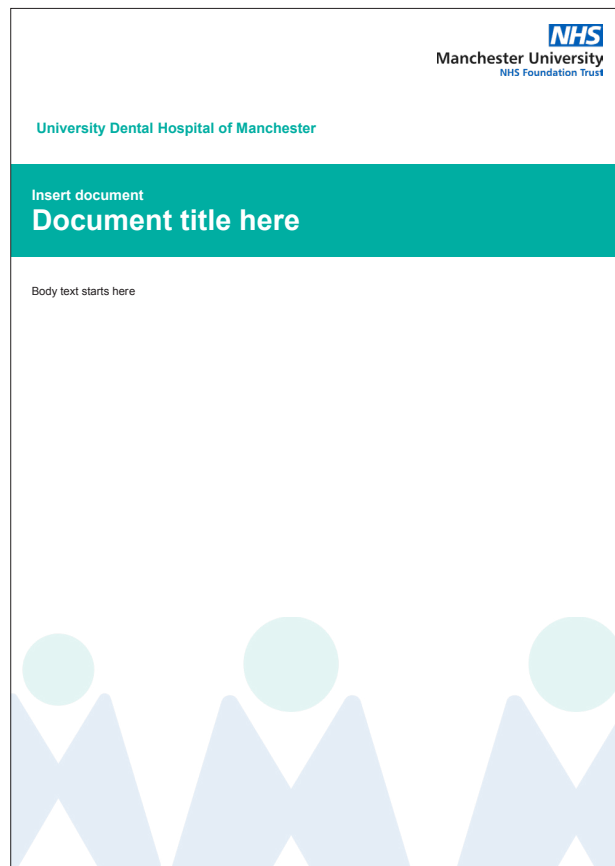 NHS
Manchester University
NHS Foundation Trust
University Dental Hospital of Manchester
Insert document
Document title here
Body text starts here